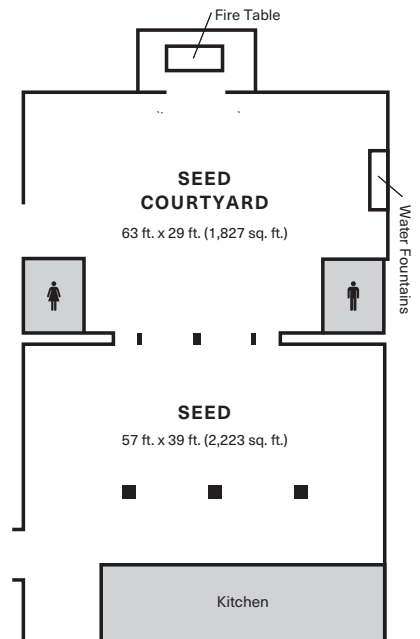 Fire Table
SEED
COURTYARD
63 ft. x 29 ft. (1,827 sq. ft.)
Water Fountains
SEED
57 ft. x 39 ft. (2,223 sq. ft.)
Kitchen